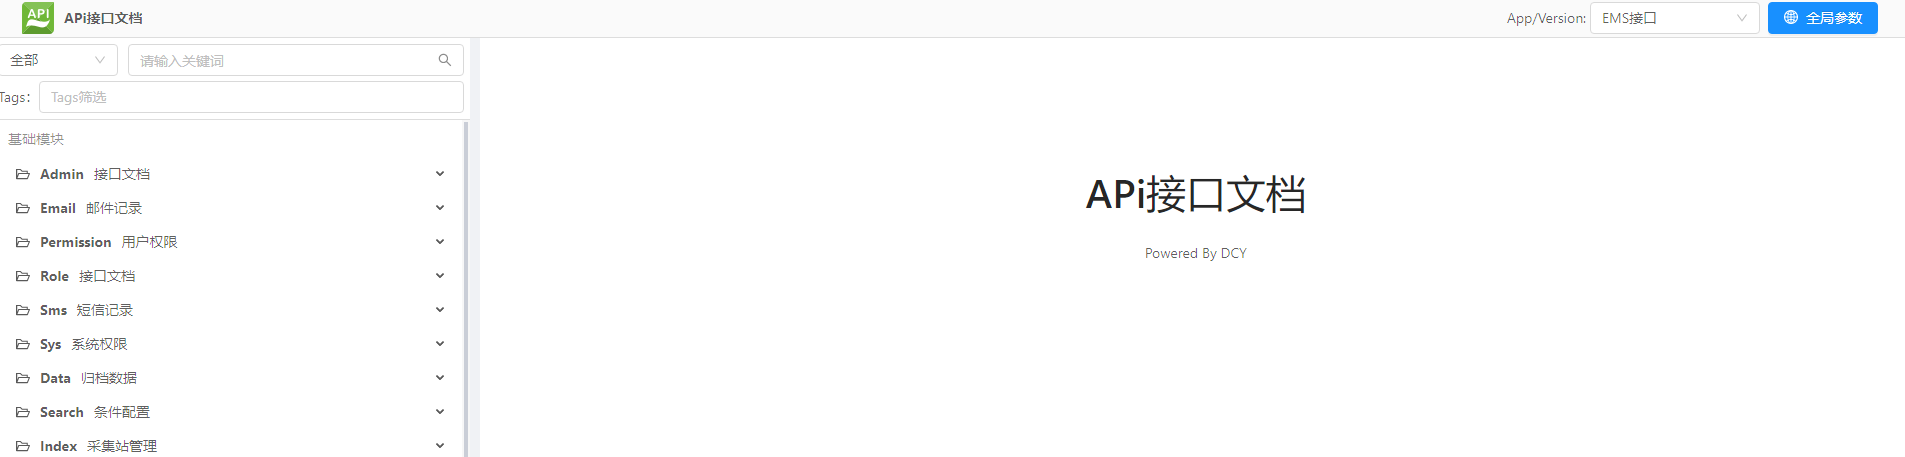 API
APi接口文档
App/Version:
EMS接口
全局参数
全部
请输入关键词
Tags:
Tags筛选
基础模块
Admin 接口文档
Email 邮件记录
Permission 用户权限
Role 接口文档
Sms 短信记录
Sys 系统权限
Data 归档数据
Search 条件配置
Index 采集站管理
APi接口文档
Powered By DCY